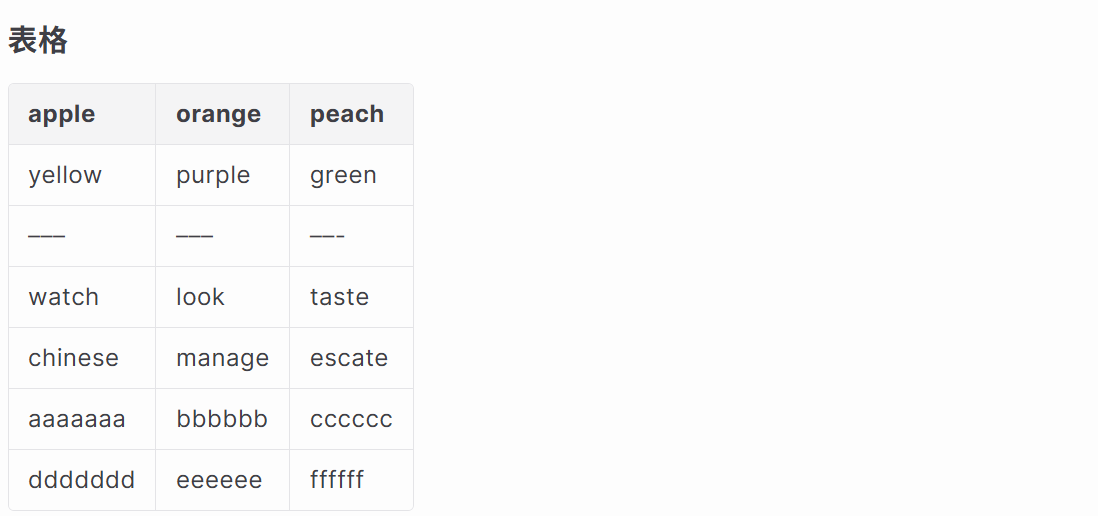 表格
apple orange peach
yellow purple green
—– —– —-
watch look taste
chinese manage escate
aaaaaaa bbbbbb cccccc
ddddddd eeeeee ffffff